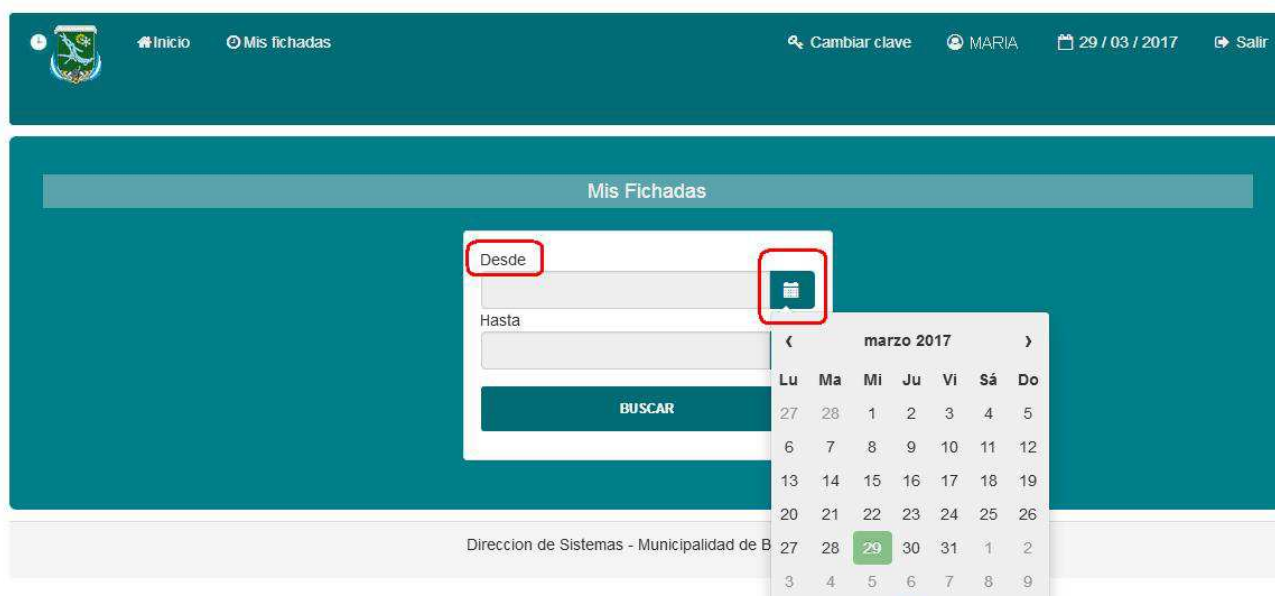 Inicio Mis fichadas Cambiar clave MARIA 29 / 03 / 2017 Salir
Mis Fichadas
Desde
Hasta
BUSCAR
marzo 2017
Lu Ma Mi Ju Vi Sá Do
27 28 1 2 3 4 5
6 7 8 9 10 11 12
13 14 15 16 17 18 19
20 21 22 23 24 25 26
27 28 29 30 31 1 2
3 4 5 6 7 8 9
Direccion de Sistemas - Municipalidad de B